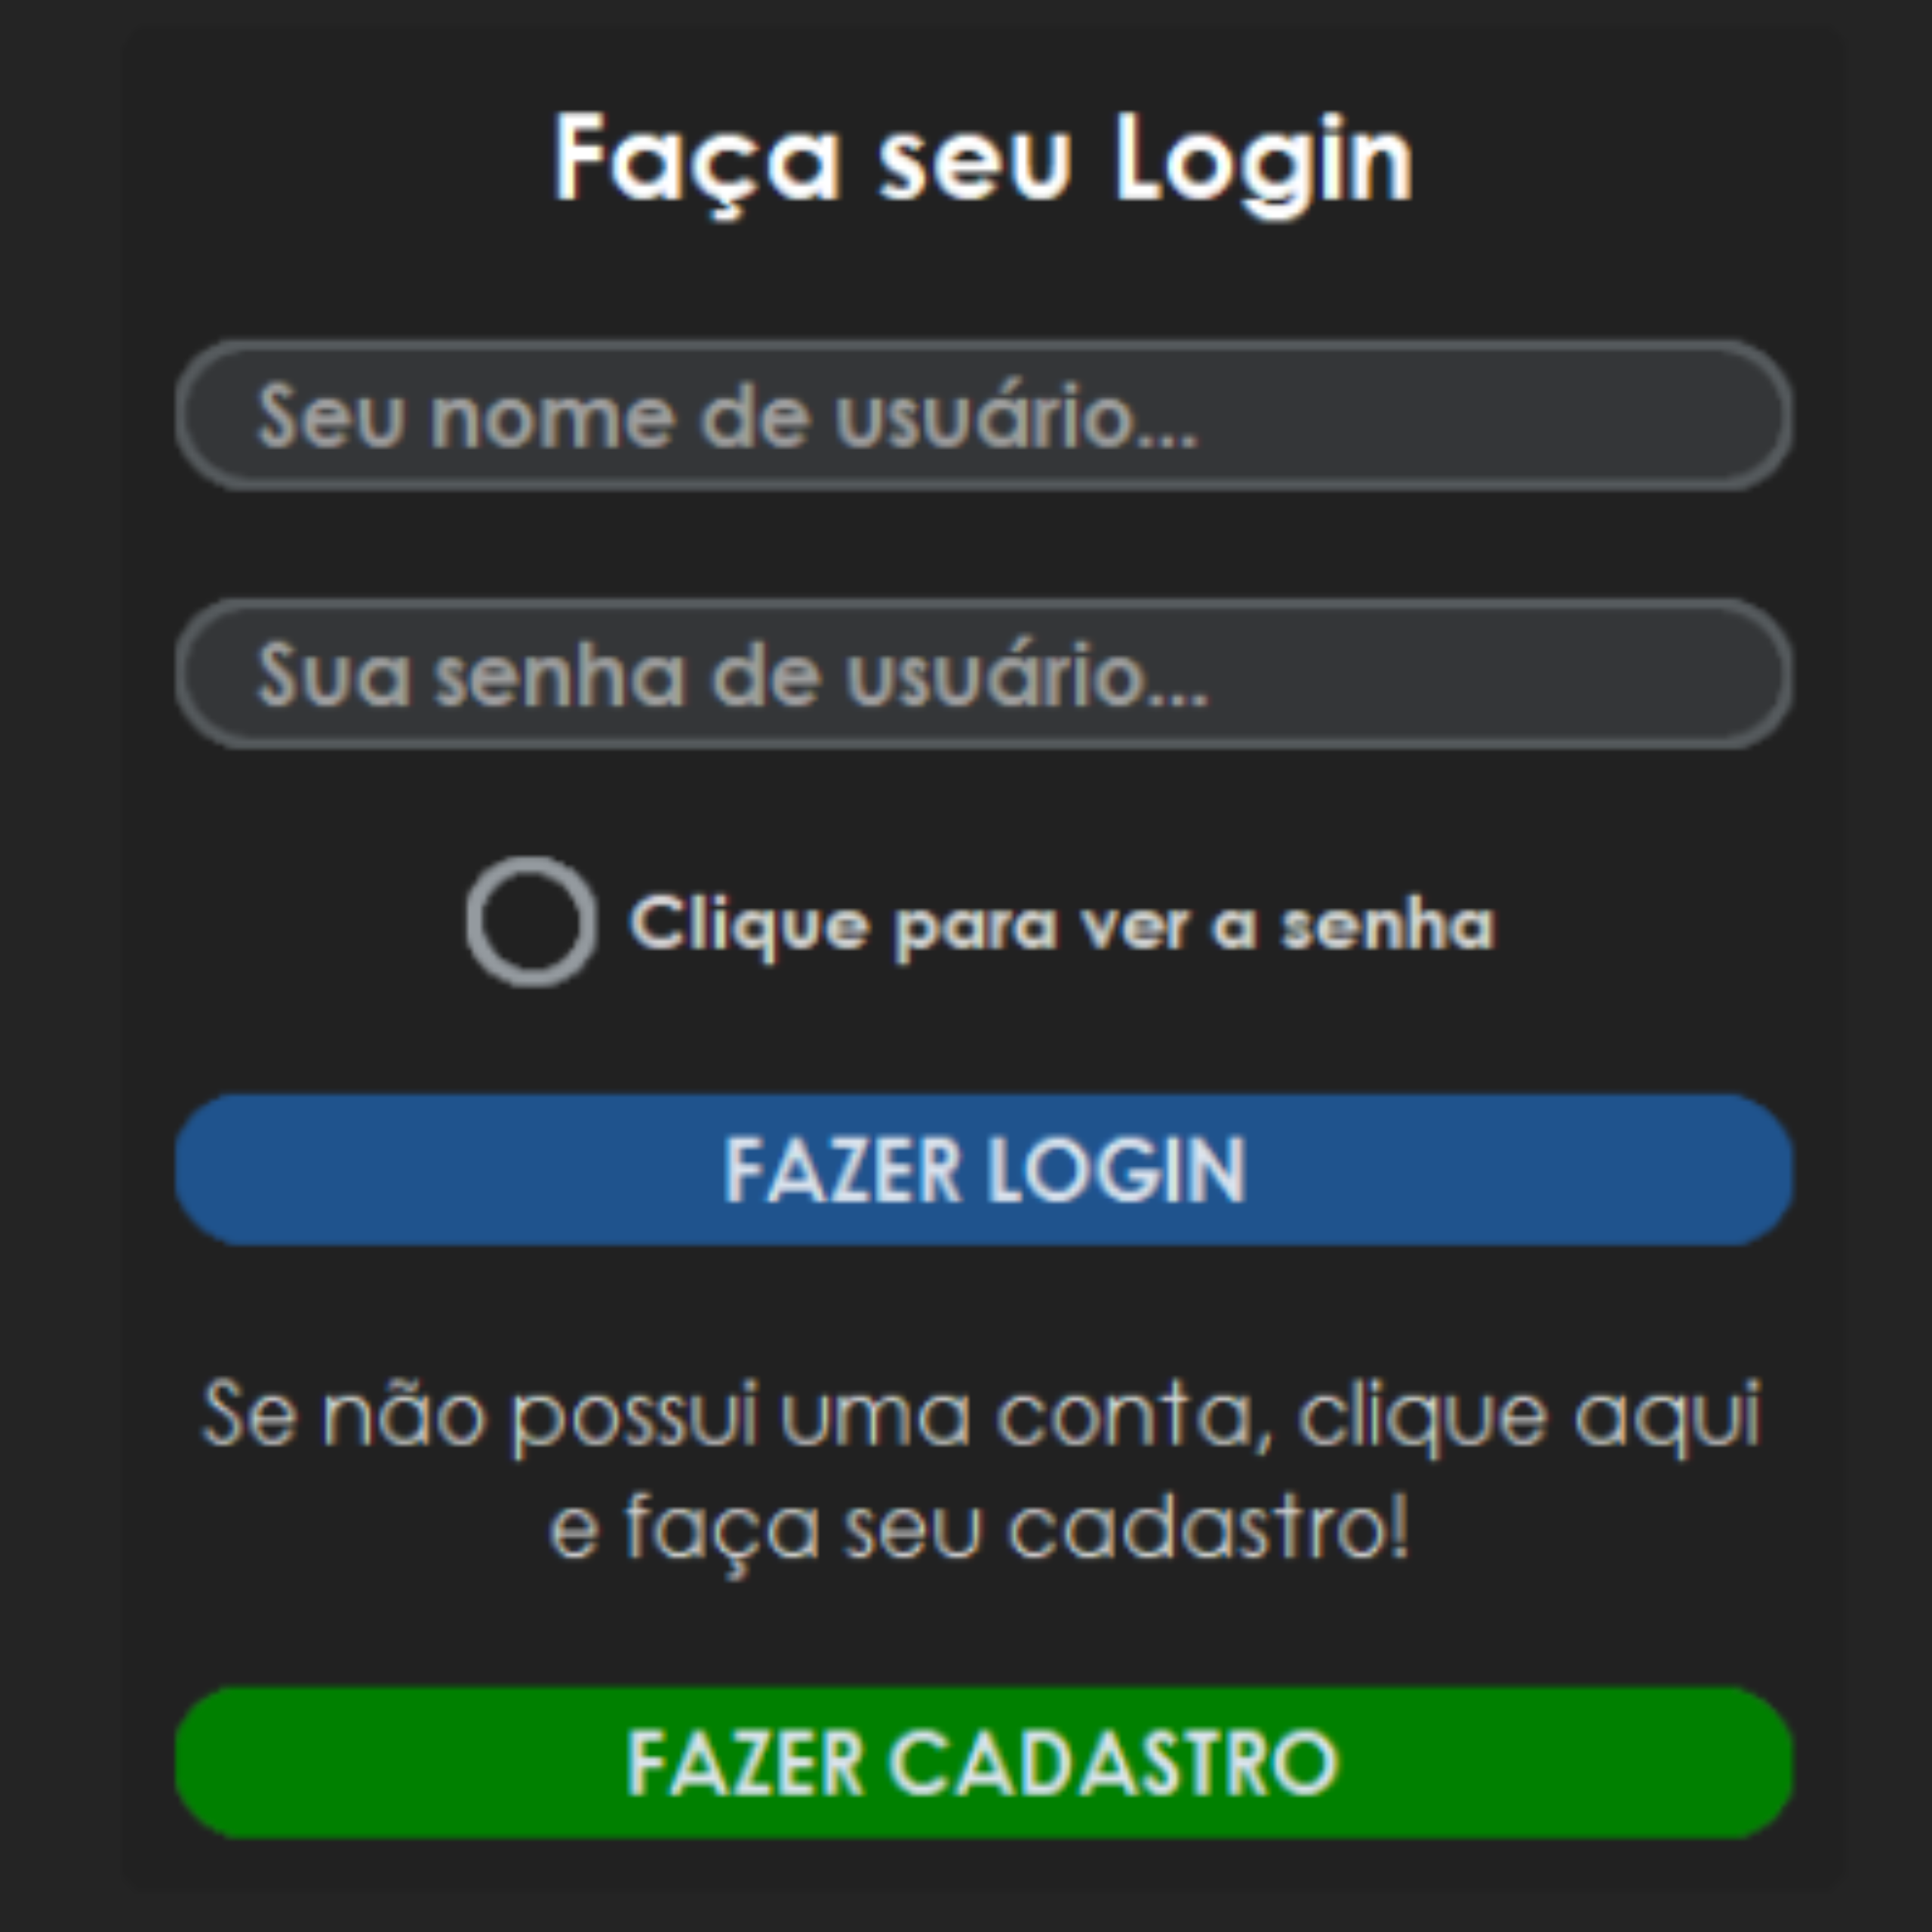 Faça seu Login
Seu nome de usuário...
Sua senha de usuário...
Clique para ver a senha
FAZER LOGIN
Se não possui uma conta, clique aqui
e faça seu cadastro!
FAZER CADASTRO